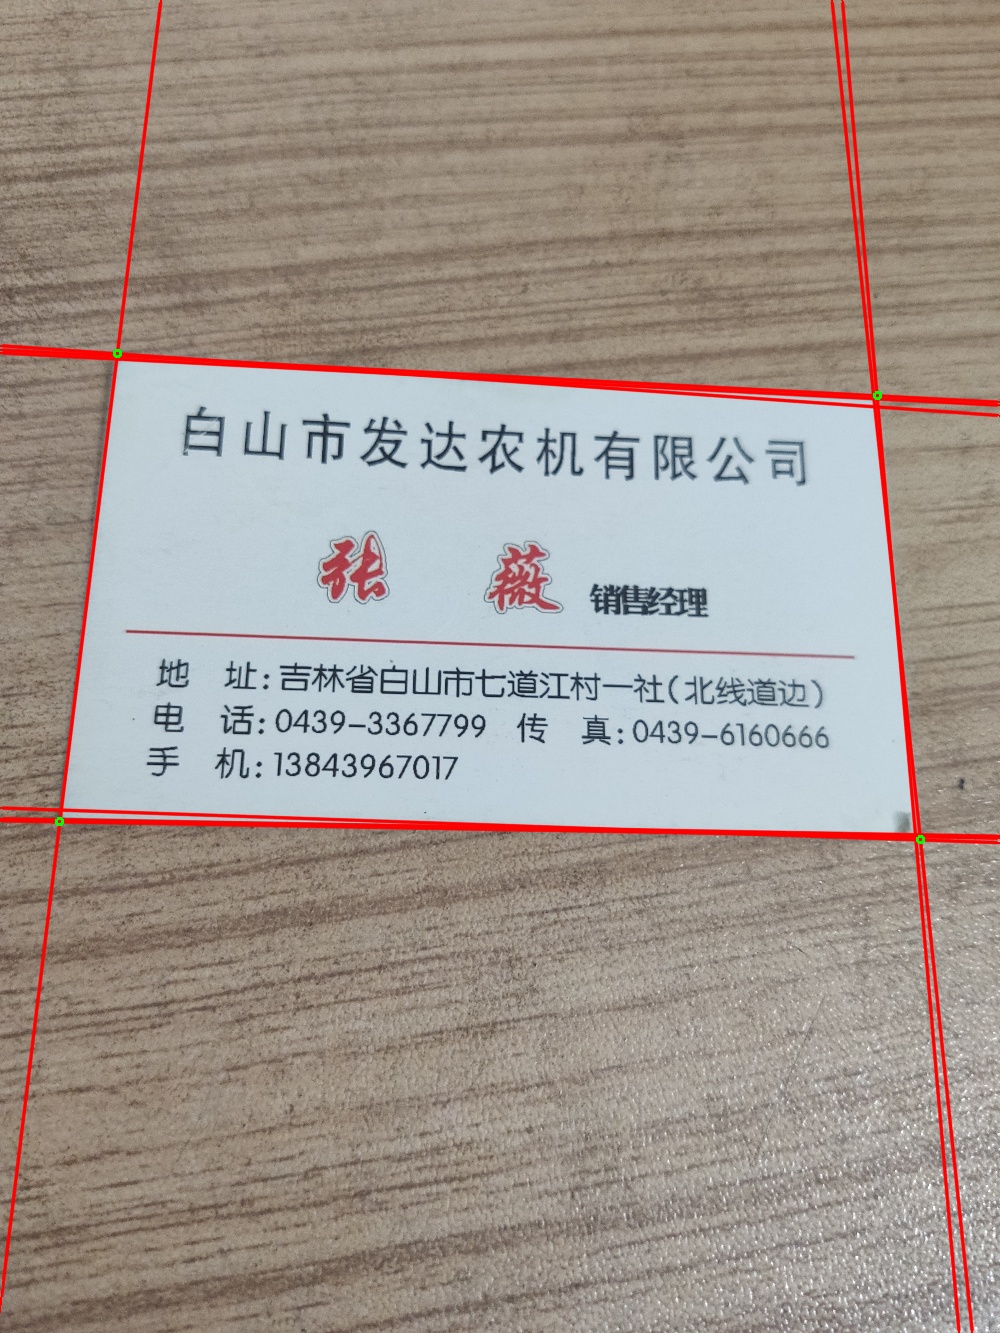 白山市发达农机有限公司
张 薇 销售经理
地 址:吉林省白山市七道江村一社(北线道边)
电 话:0439-3367799 传 真:0439-6160666
手 机:13843967017